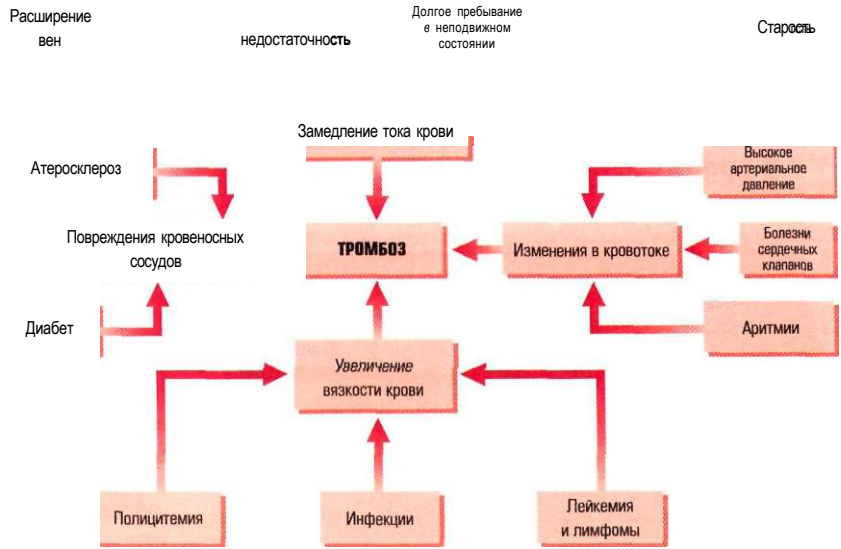 Расширение
вен
недостаточность
Долгое пребывание
в неподвижном
состоянии
Старость
Замедление тока крови
Атеросклероз
Высокое
артериальное
давление
Повреждения кровеносных
сосудов
ТРОМБОЗ
Изменения в кровотоке
Болезни
сердечных
клапанов
Диабет
Аритмии
Увеличение
вязкости крови
Полицитемия
Инфекции
Лейкемия
и лимфомы